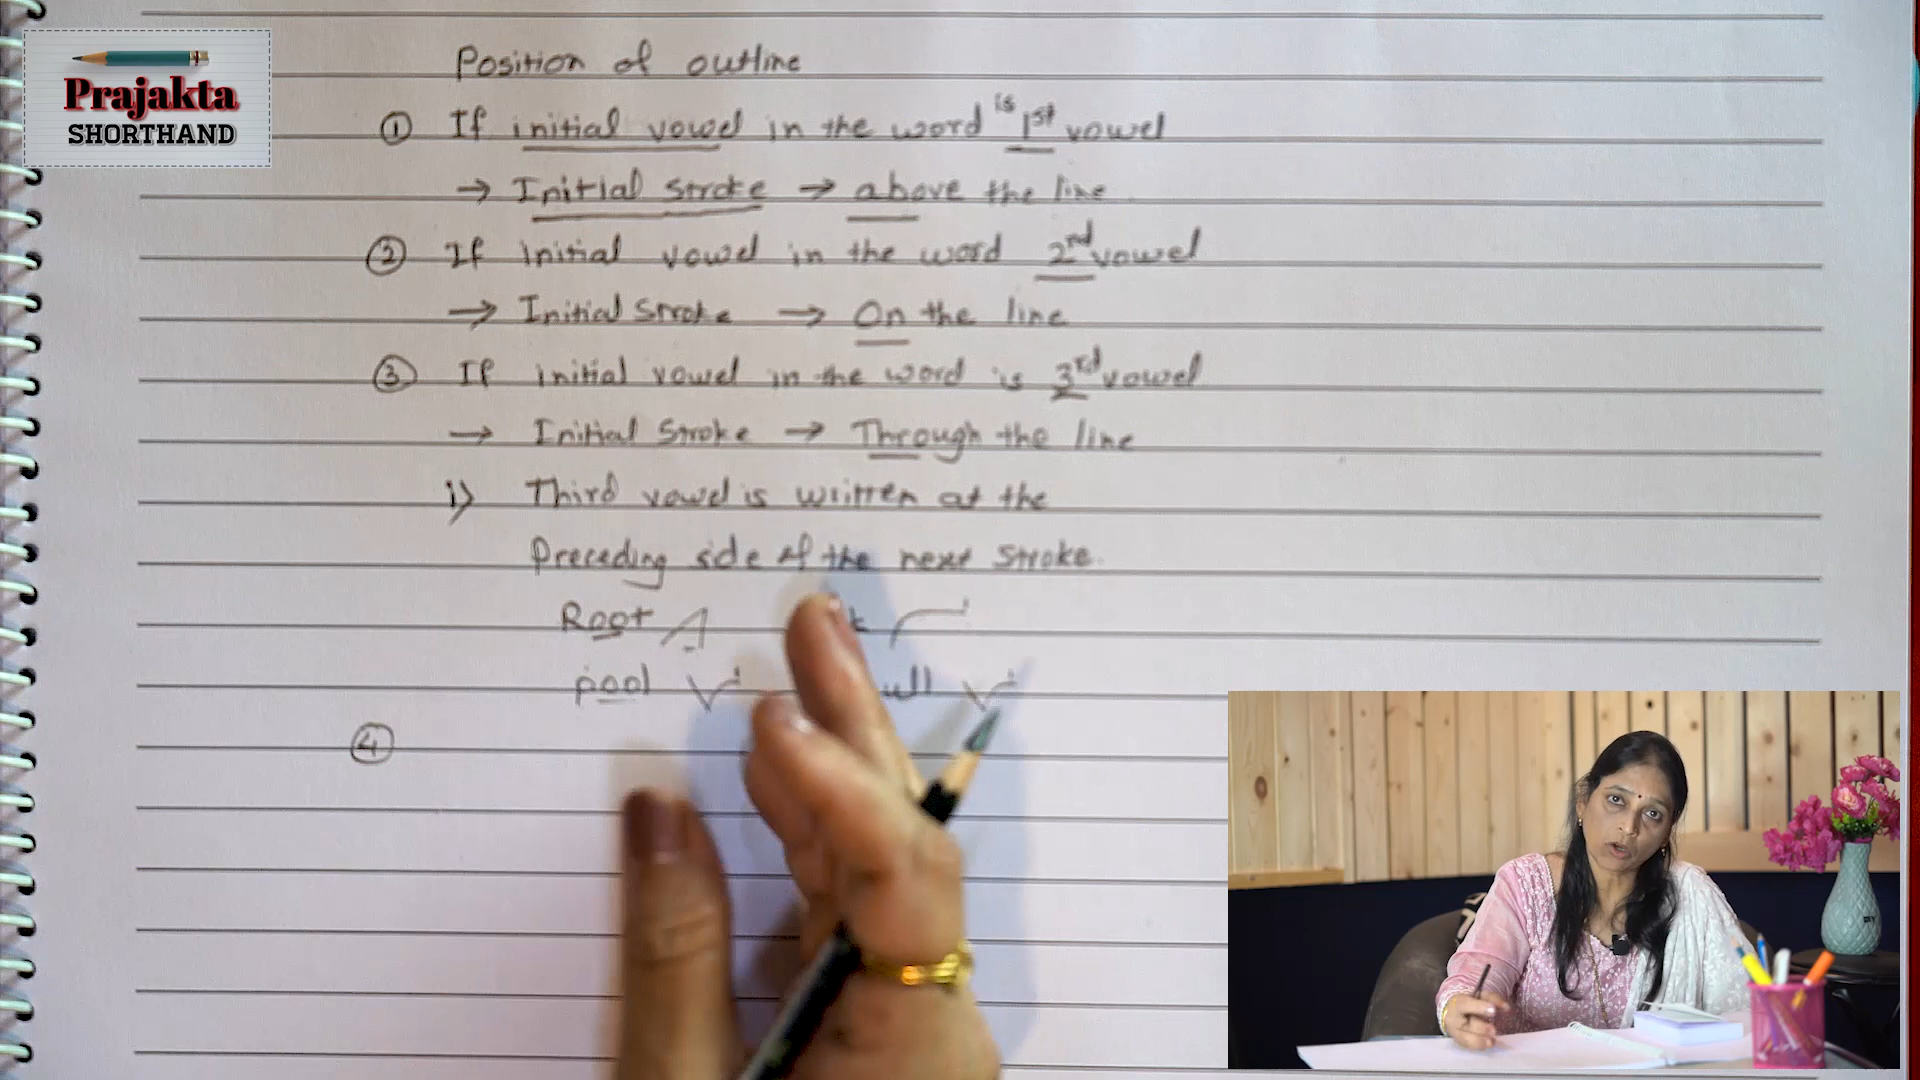 Prajakta
SHORTHAND
Position of outline
① If initial vowel in the word is 1st vowel
→ Initial stroke → above the line
② If initial vowel in the word 2nd vowel
→ Initial Stroke → On the line
③ If initial vowel in the word is 3rd vowel
→ Initial Stroke → Through the line
i) Third vowel is written at the
Preceding side of the next stroke.
Root
pool
④